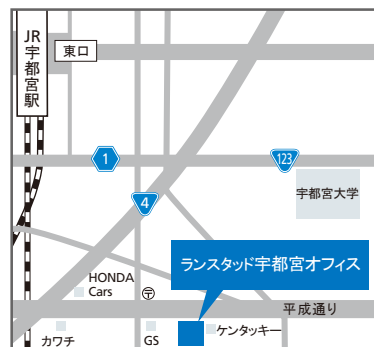 JR宇都宮駅
東口
1
123
4
宇都宮大学
ランスタッド宇都宮オフィス
HONDA
Cars
〒
平成通り
カワチ
GS
ケンタッキー